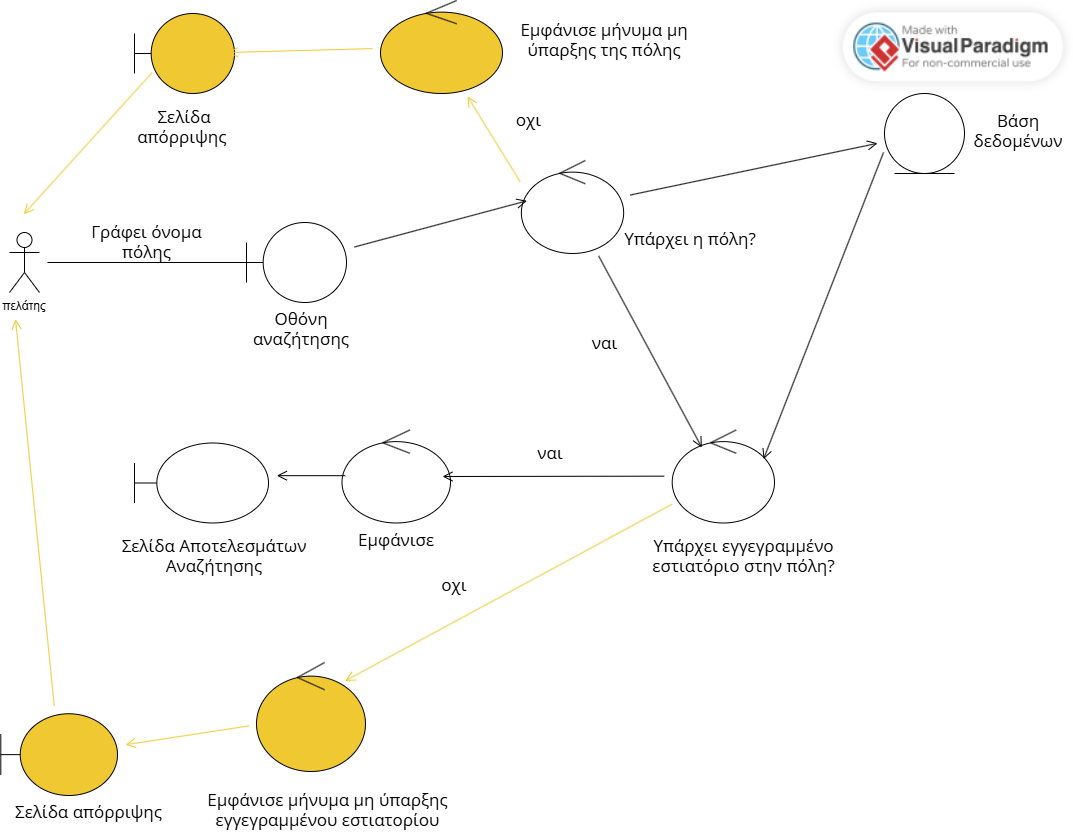 Εμφάνισε μήνυμα μη
ύπαρξης της πόλης
Made with
Visual Paradigm
For non-commercial use
Σελίδα
απόρριψης
οχι
Βάση
δεδομένων
Γράφει όνομα
πόλης
Υπάρχει η πόλη?
πελάτης
Οθόνη
αναζήτησης
ναι
ναι
Σελίδα Αποτελεσμάτων
Αναζήτησης
Εμφάνισε
Υπάρχει εγγεγραμμένο
εστιατόριο στην πόλη?
οχι
Σελίδα απόρριψης
Εμφάνισε μήνυμα μη ύπαρξης
εγγεγραμμένου εστιατορίου